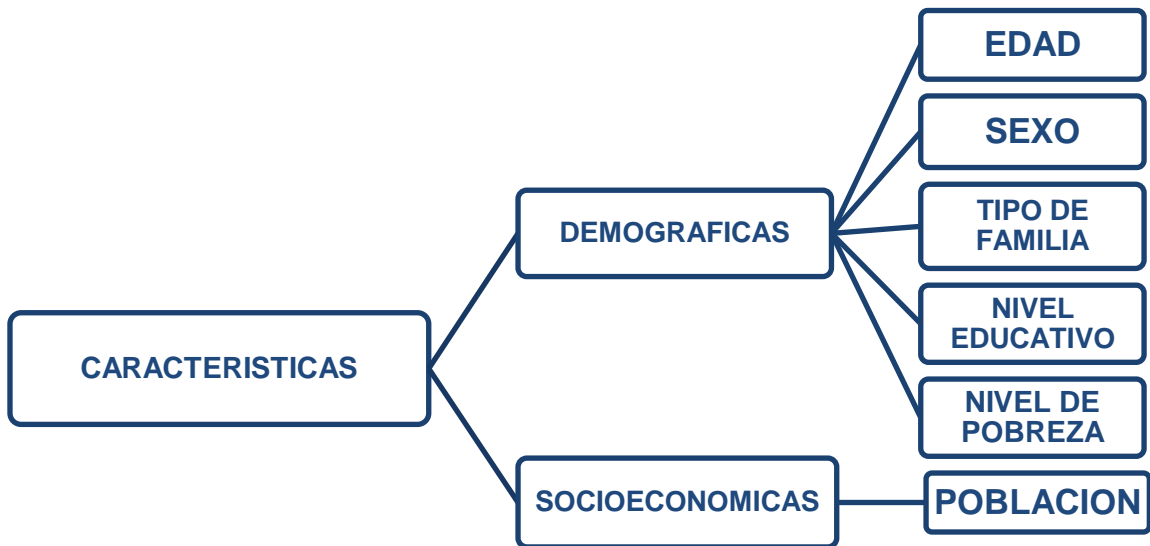 CARACTERISTICAS
DEMOGRAFICAS
EDAD
SEXO
TIPO DE
FAMILIA
NIVEL
EDUCATIVO
NIVEL DE
POBREZA
SOCIOECONOMICAS
POBLACION